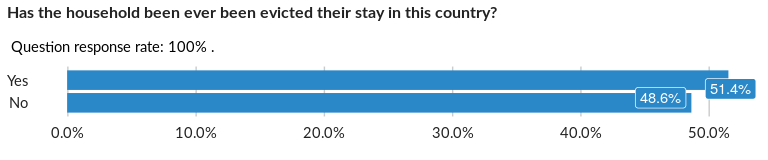 Has the household been ever been evicted their stay in this country?
Question response rate: 100% .
Yes
51.4%
No
48.6%
0.0% 10.0% 20.0% 30.0% 40.0% 50.0%